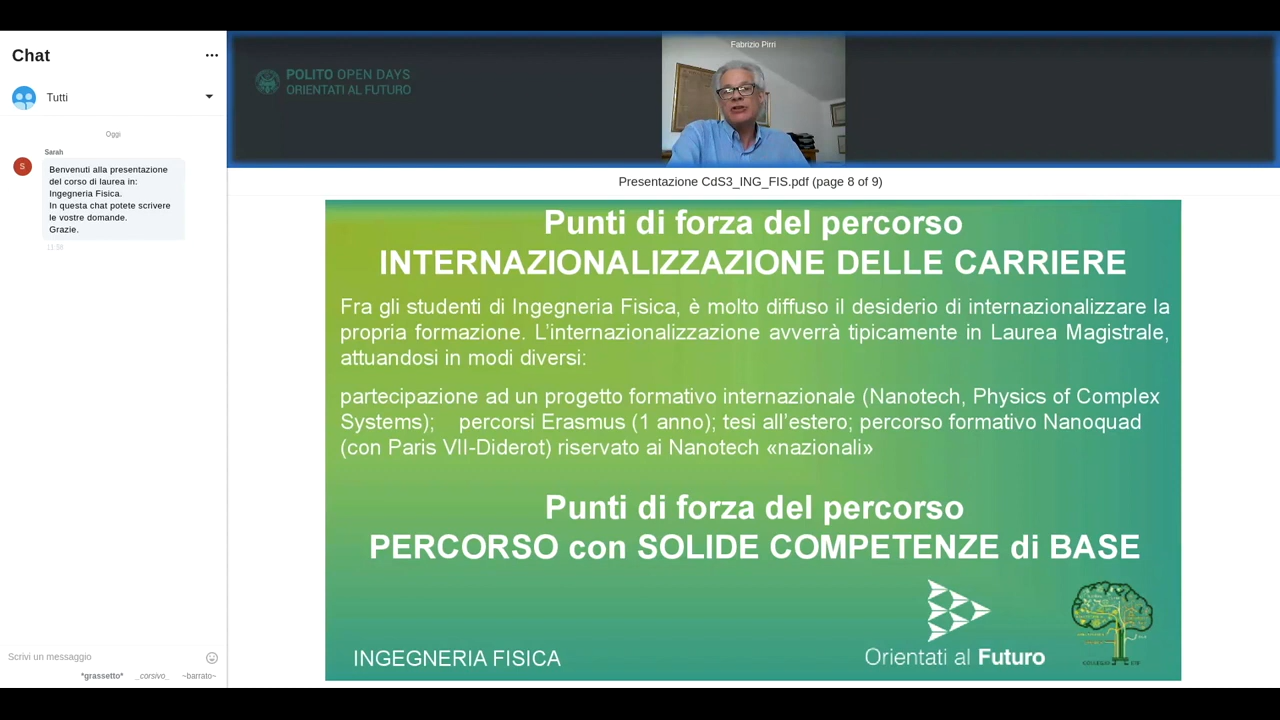 Chat
Tutti
Oggi
Sarah
S
Benvenuti alla presentazione
del corso di laurea in:
Ingegneria Fisica.
In questa chat potete scrivere
le vostre domande.
Grazie.
Scrivi un messaggio
*grassetto* _corsivo_ ~barrato~
POLITO OPEN DAYS
ORIENTATI AL FUTURO
Fabrizio Pirri
Presentazione CdS3_ING_FIS.pdf (page 8 of 9)
Punti di forza del percorso
INTERNAZIONALIZZAZIONE DELLE CARRIERE
Fra gli studenti di Ingegneria Fisica, è molto diffuso il desiderio di internazionalizzare la
propria formazione. L'internazionalizzazione avverrà tipicamente in Laurea Magistrale,
attuandosi in modi diversi:
partecipazione ad un progetto formativo internazionale (Nanotech, Physics of Complex
Systems); percorsi Erasmus (1 anno); tesi all'estero; percorso formativo Nanoquad
(con Paris VII-Diderot) riservato ai Nanotech «nazionali»
Punti di forza del percorso
PERCORSO con SOLIDE COMPETENZE di BASE
INGEGNERIA FISICA
Orientati al Futuro